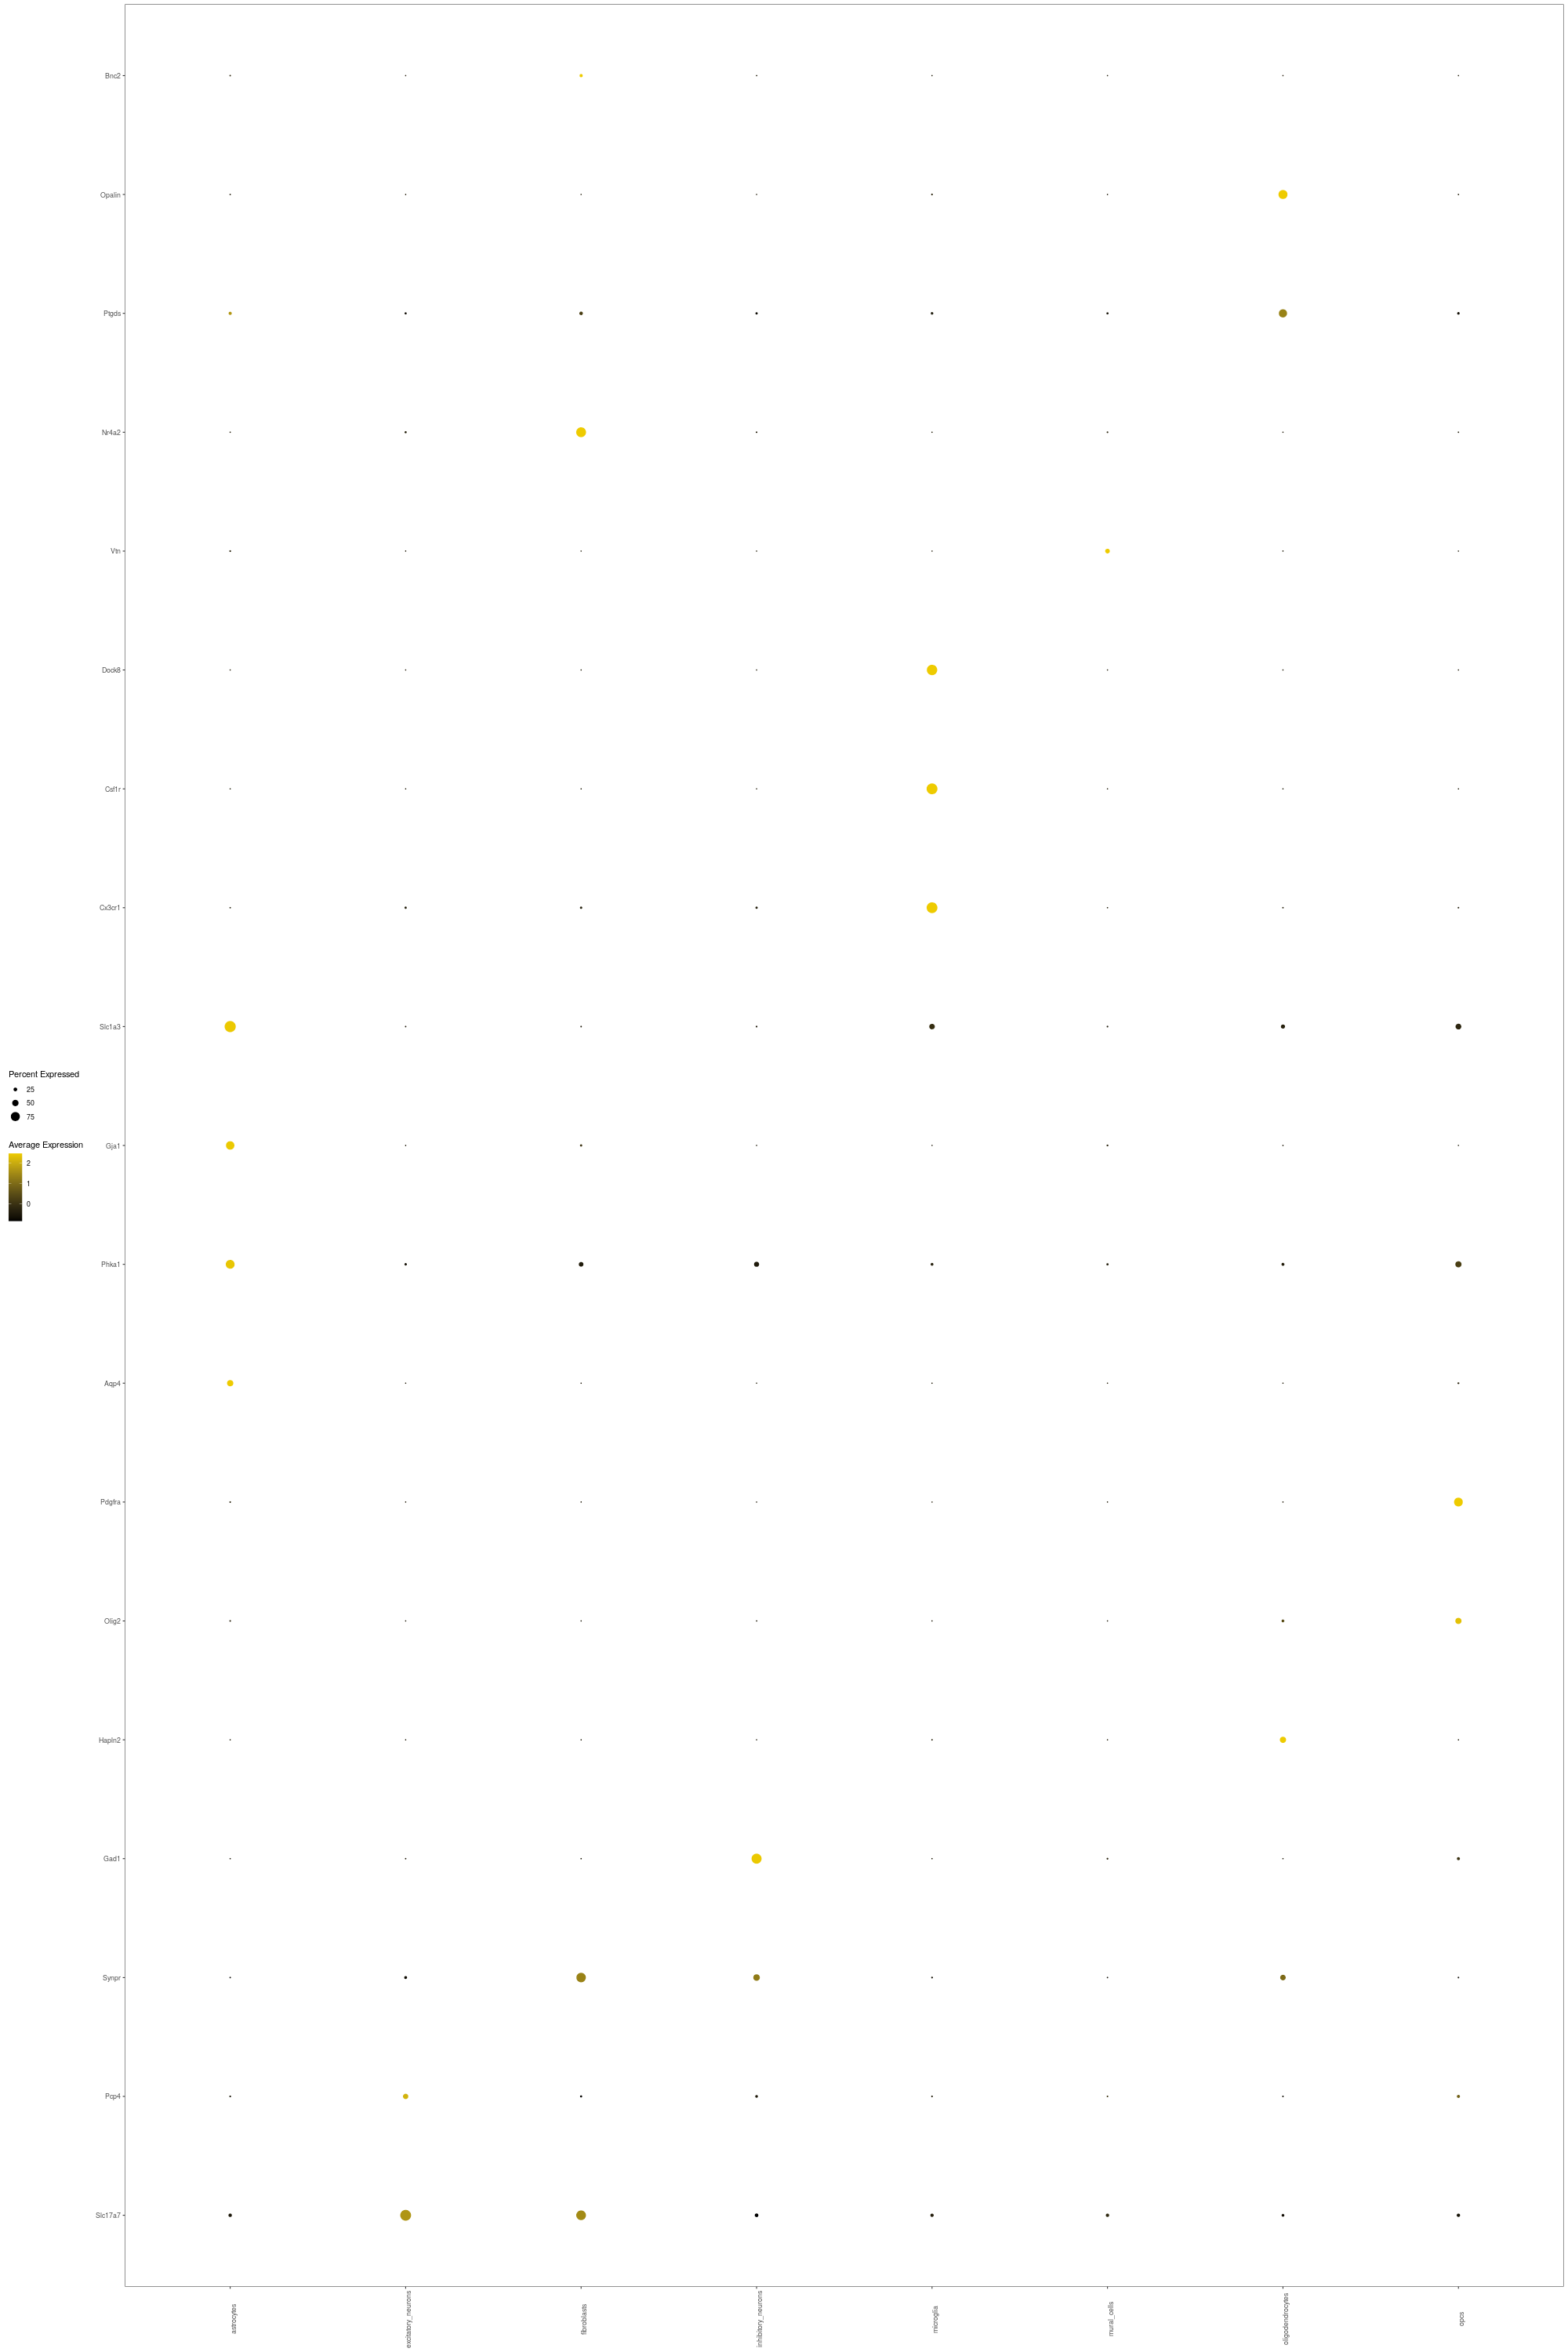 Bnc2
Opalin
Ptgds
Nr4a2
Vtn
Dock8
Csf1r
Cx3cr1
Slc1a3
Gja1
Phka1
Aqp4
Pdgfra
Olig2
Hapln2
Gad1
Synpr
Pcp4
Slc17a7
Percent Expressed
25
50
75
Average Expression
2
1
0
astrocytes
excitatory_neurons
fibroblasts
inhibitory_neurons
microglia
mural_cells
oligodendrocytes
opcs